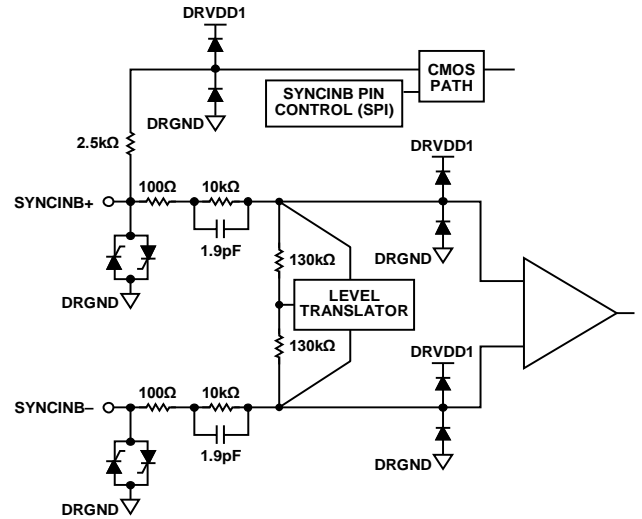 DRVDD1
CMOS
PATH
SYNCINB PIN
CONTROL (SPI)
DRGND
2.5kΩ
DRVDD1
100Ω
10kΩ
SYNCINB+
1.9pF
DRGND
130kΩ
DRGND
LEVEL
TRANSLATOR
130kΩ
DRVDD1
100Ω
10kΩ
SYNCINB–
1.9pF
DRGND
DRGND